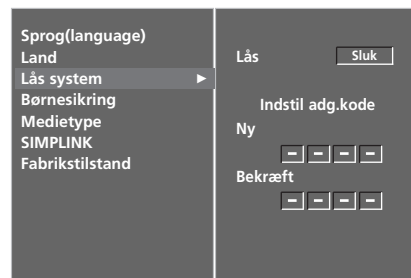 Sprog(language)
Land
Lås system ►
Børnesikring
Medietype
SIMPLINK
Fabrikstilstand
Lås Sluk
Indstil adg.kode
Ny
– – – –
Bekræft
– – – –